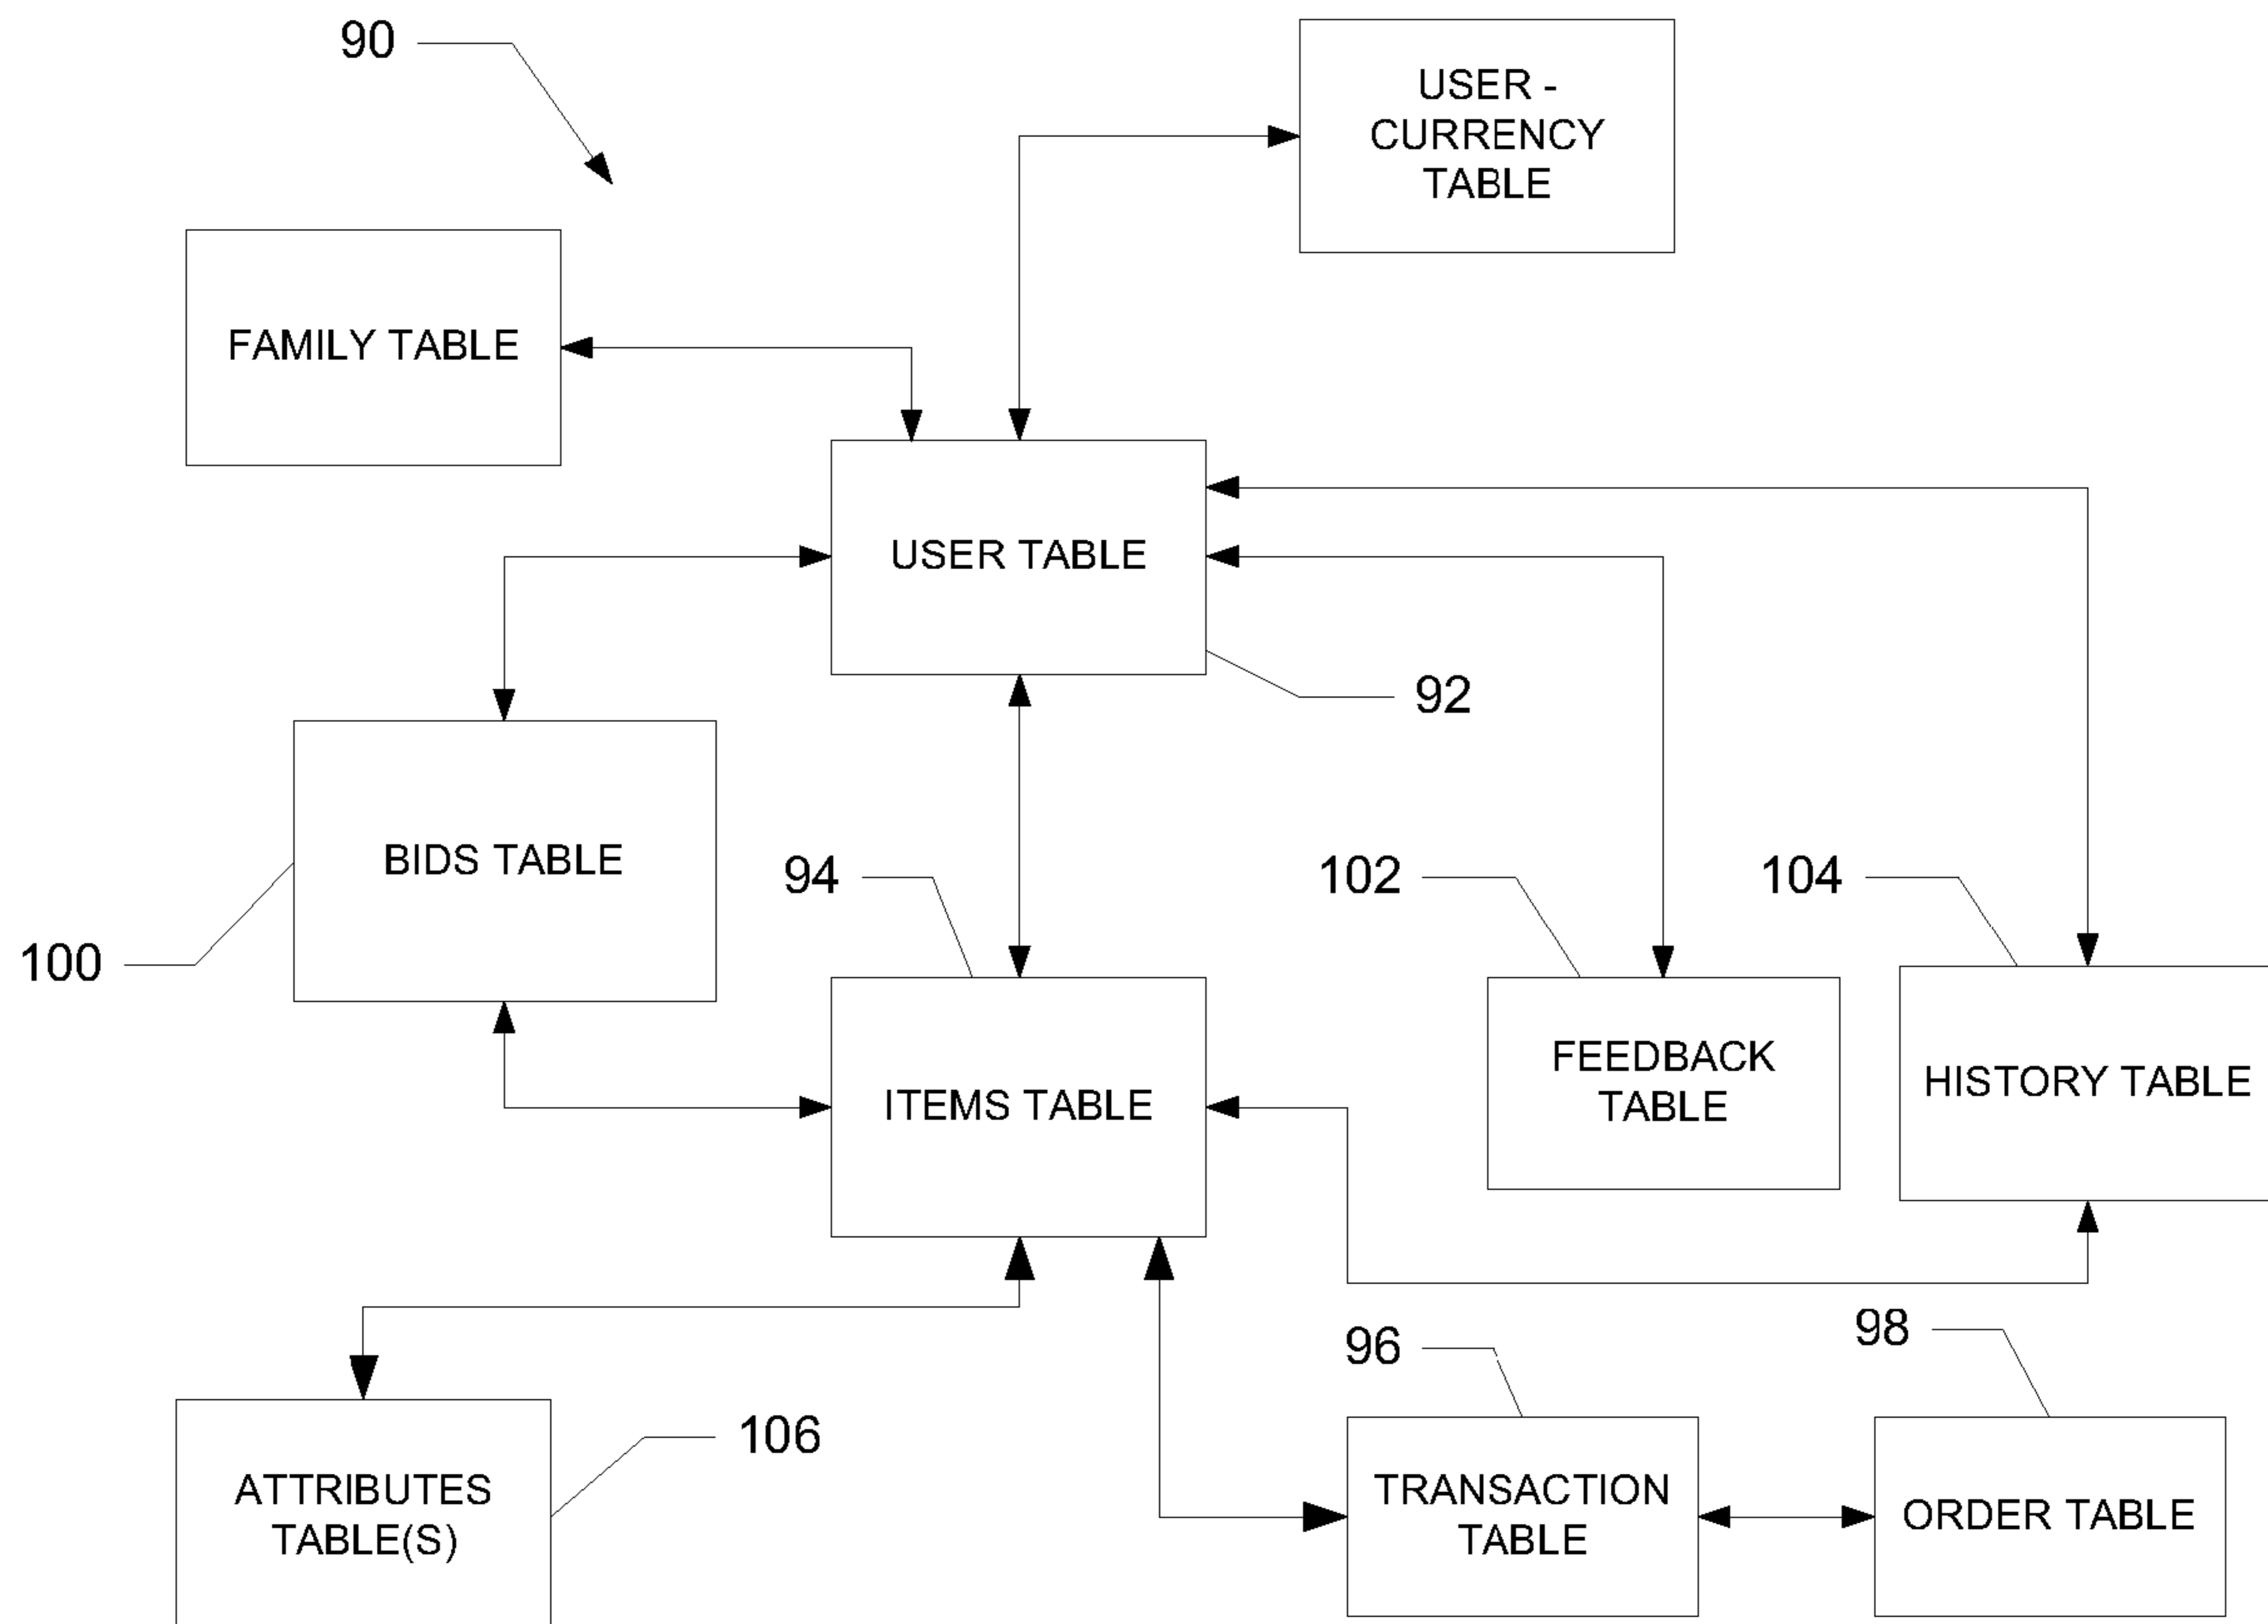 90
USER -
CURRENCY
TABLE
FAMILY TABLE
USER TABLE
92
BIDS TABLE
94
102
104
100
FEEDBACK
TABLE
HISTORY TABLE
ITEMS TABLE
96
98
106
ATTRIBUTES
TABLE(S)
TRANSACTION
TABLE
ORDER TABLE